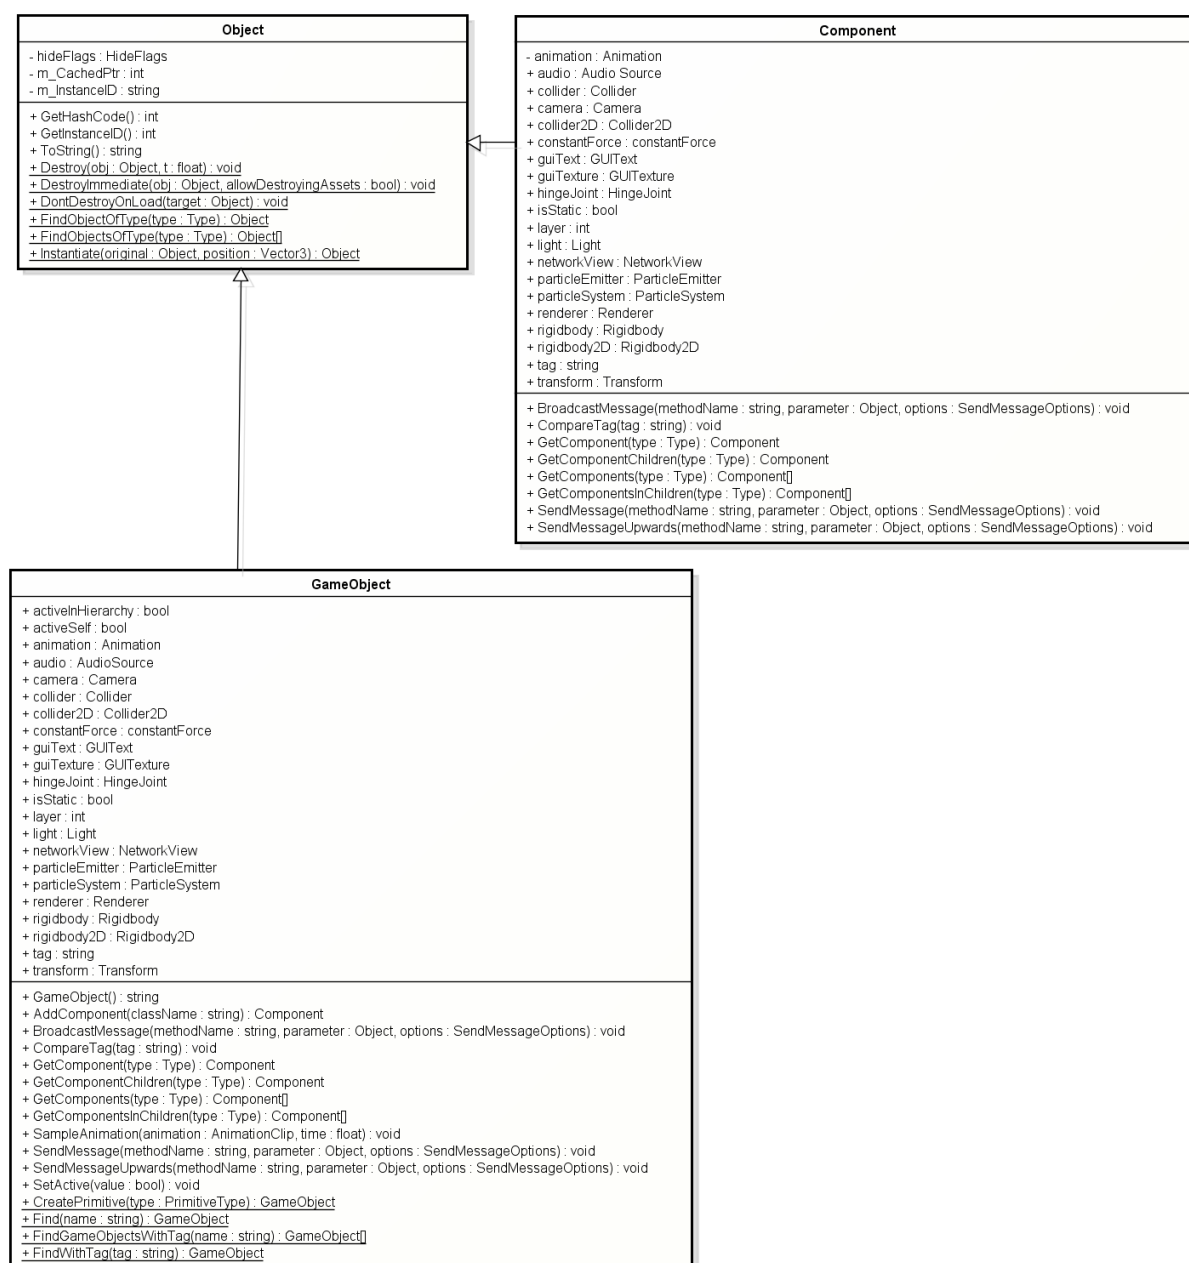 Object
- hideFlags : HideFlags
- m_CachedPtr : int
- m_InstanceID : string
+ GetHashCode() : int
+ GetInstanceID() : int
+ ToString() : string
+ Destroy(obj : Object, t : float) : void
+ DestroyImmediate(obj : Object, allowDestroyingAssets : bool) : void
+ DontDestroyOnLoad(target : Object) : void
+ FindObjectOfType(type : Type) : Object
+ FindObjectsOfType(type : Type) : Object[]
+ Instantiate(original : Object, position : Vector3) : Object
Component
- animation : Animation
+ audio : Audio Source
+ collider : Collider
+ camera : Camera
+ collider2D : Collider2D
+ constantForce : constantForce
+ guiText : GUIText
+ guiTexture : GUITexture
+ hingeJoint : HingeJoint
+ isStatic : bool
+ layer : int
+ light : Light
+ networkView : NetworkView
+ particleEmitter : ParticleEmitter
+ particleSystem : ParticleSystem
+ renderer : Renderer
+ rigidbody : Rigidbody
+ rigidbody2D : Rigidbody2D
+ tag : string
+ transform : Transform
+ BroadcastMessage(methodName : string, parameter : Object, options : SendMessageOptions) : void
+ CompareTag(tag : string) : void
+ GetComponent(type : Type) : Component
+ GetComponentChildren(type : Type) : Component
+ GetComponents(type : Type) : Component[]
+ GetComponentsInChildren(type : Type) : Component[]
+ SendMessage(methodName : string, parameter : Object, options : SendMessageOptions) : void
+ SendMessageUpwards(methodName : string, parameter : Object, options : SendMessageOptions) : void
GameObject
+ activeInHierarchy : bool
+ activeSelf : bool
+ animation : Animation
+ audio : AudioSource
+ camera : Camera
+ collider : Collider
+ collider2D : Collider2D
+ constantForce : constantForce
+ guiText : GUIText
+ guiTexture : GUITexture
+ hingeJoint : HingeJoint
+ isStatic : bool
+ layer : int
+ light : Light
+ networkView : NetworkView
+ particleEmitter : ParticleEmitter
+ particleSystem : ParticleSystem
+ renderer : Renderer
+ rigidbody : Rigidbody
+ rigidbody2D : Rigidbody2D
+ tag : string
+ transform : Transform
+ GameObject() : string
+ AddComponent(className : string) : Component
+ BroadcastMessage(methodName : string, parameter : Object, options : SendMessageOptions) : void
+ CompareTag(tag : string) : void
+ GetComponent(type : Type) : Component
+ GetComponentChildren(type : Type) : Component
+ GetComponents(type : Type) : Component[]
+ GetComponentsInChildren(type : Type) : Component[]
+ SampleAnimation(animation : AnimationClip, time : float) : void
+ SendMessage(methodName : string, parameter : Object, options : SendMessageOptions) : void
+ SendMessageUpwards(methodName : string, parameter : Object, options : SendMessageOptions) : void
+ SetActive(value : bool) : void
+ CreatePrimitive(type : PrimitiveType) : GameObject
+ Find(name : string) : GameObject
+ FindGameObjectsWithTag(name : string) : GameObject[]
+ FindWithTag(tag : string) : GameObject